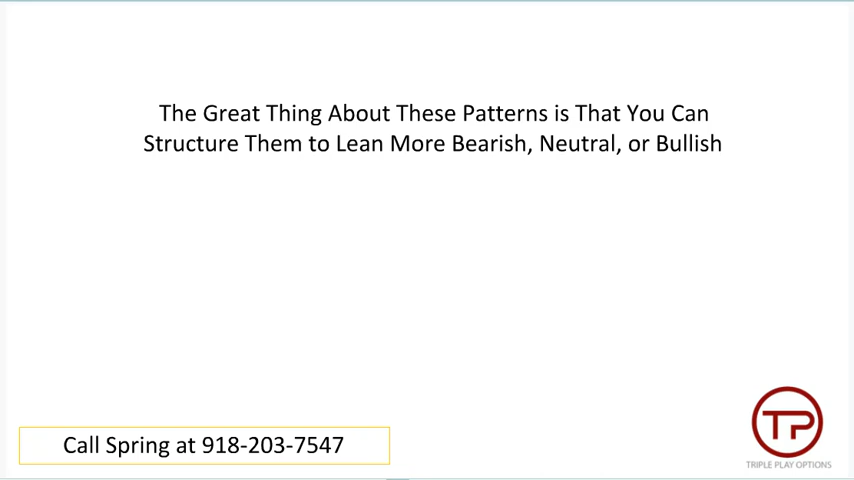 The Great Thing About These Patterns is That You Can
Structure Them to Lean More Bearish, Neutral, or Bullish
Call Spring at 918-203-7547
TP
TRIPLE PLAY OPTIONS